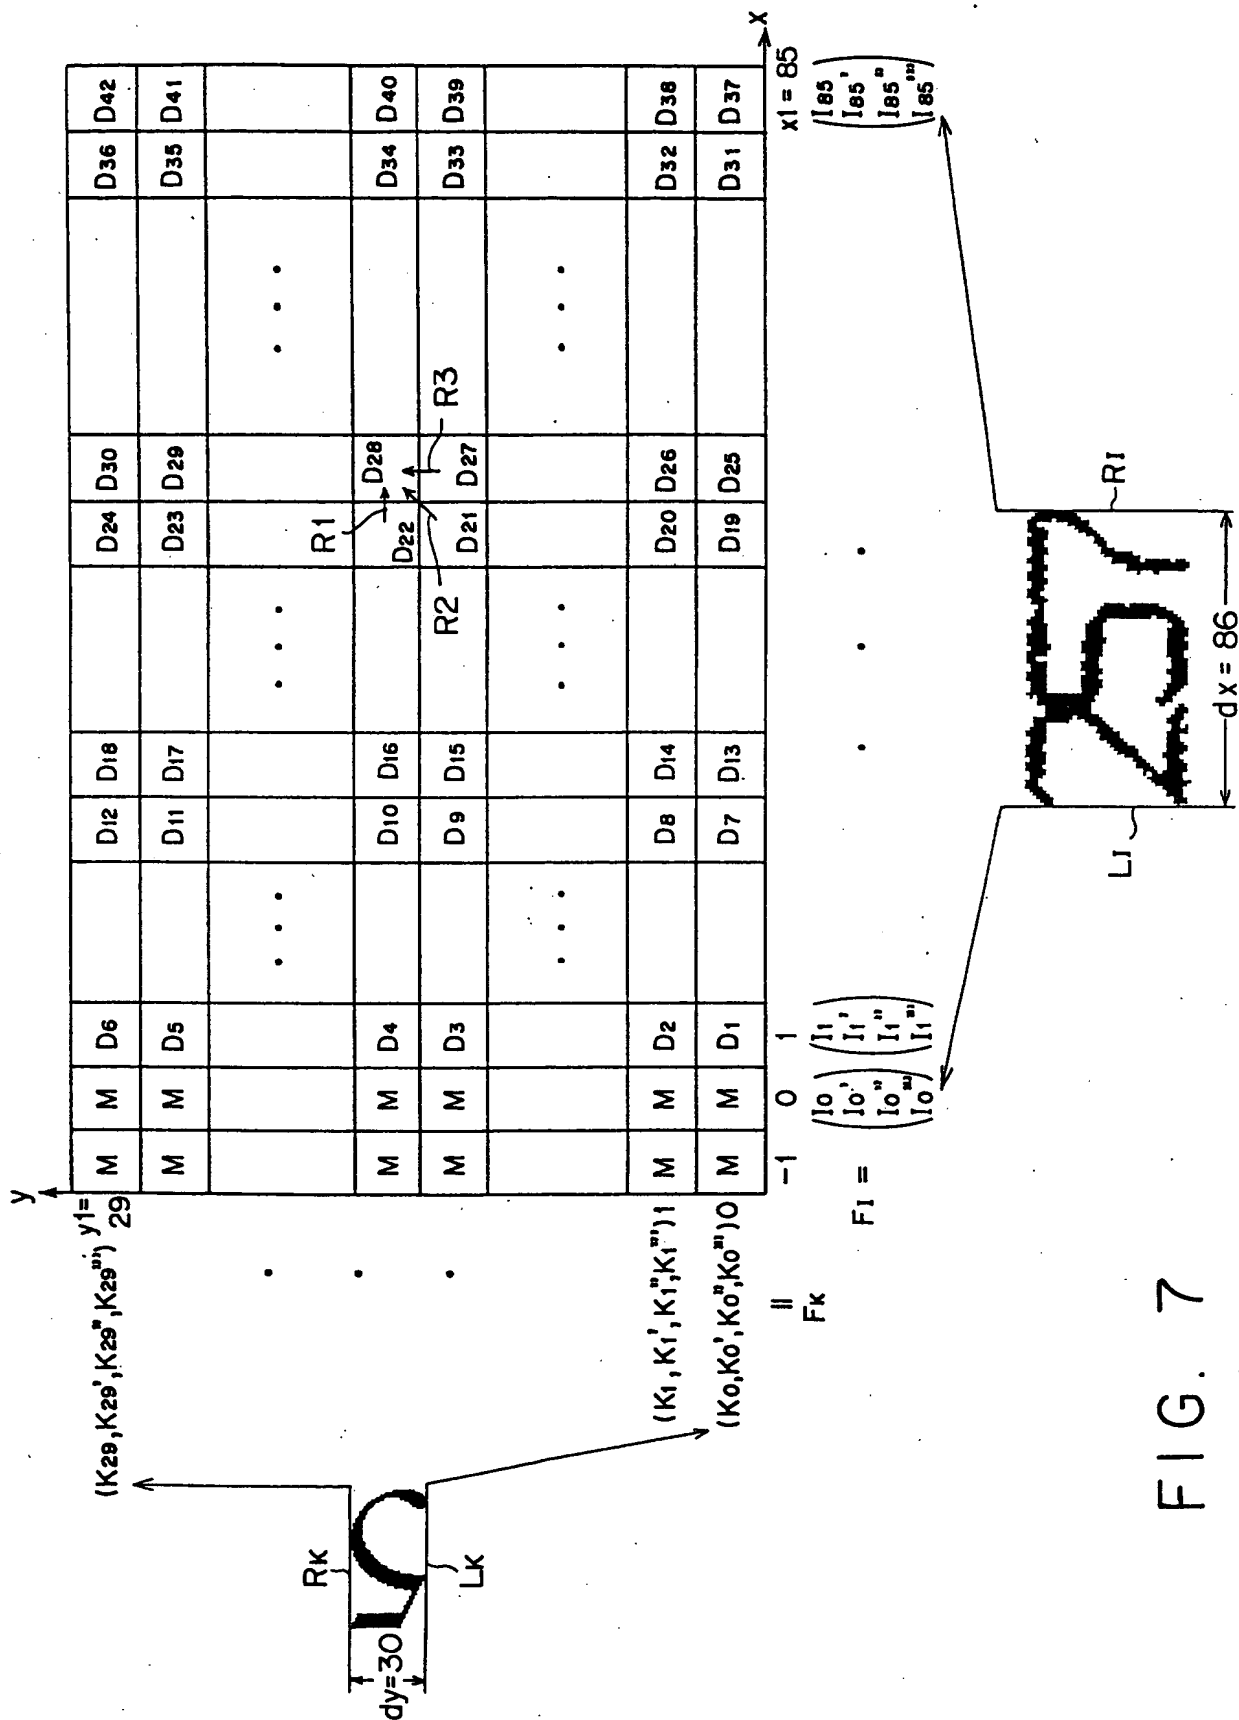 y
x
(K29,K29',K29",K29"') y1=29
M M D6 D12 D18 D24 D30 D36 D42
M M D5 D11 D17 D23 D29 D35 D41
R1
M M D4 D10 D16 D22 D28 D34 D40
M M D3 D9 D15 D21 D27 D33 D39
R2
R3
(K1,K1',K1",K1"')1
M M D2 D8 D14 D20 D26 D32 D38
(K0,K0',K0",K0"')0
M M D1 D7 D13 D19 D25 D31 D37
-1 0 1 x1=85
॥
FK
FI =
(I0 I0' I0" I0"')
(I1 I1' I1" I1"')
(I85 I85' I85" I85"')
RK
LK
dy=30
LI
RI
dx=86
FIG. 7